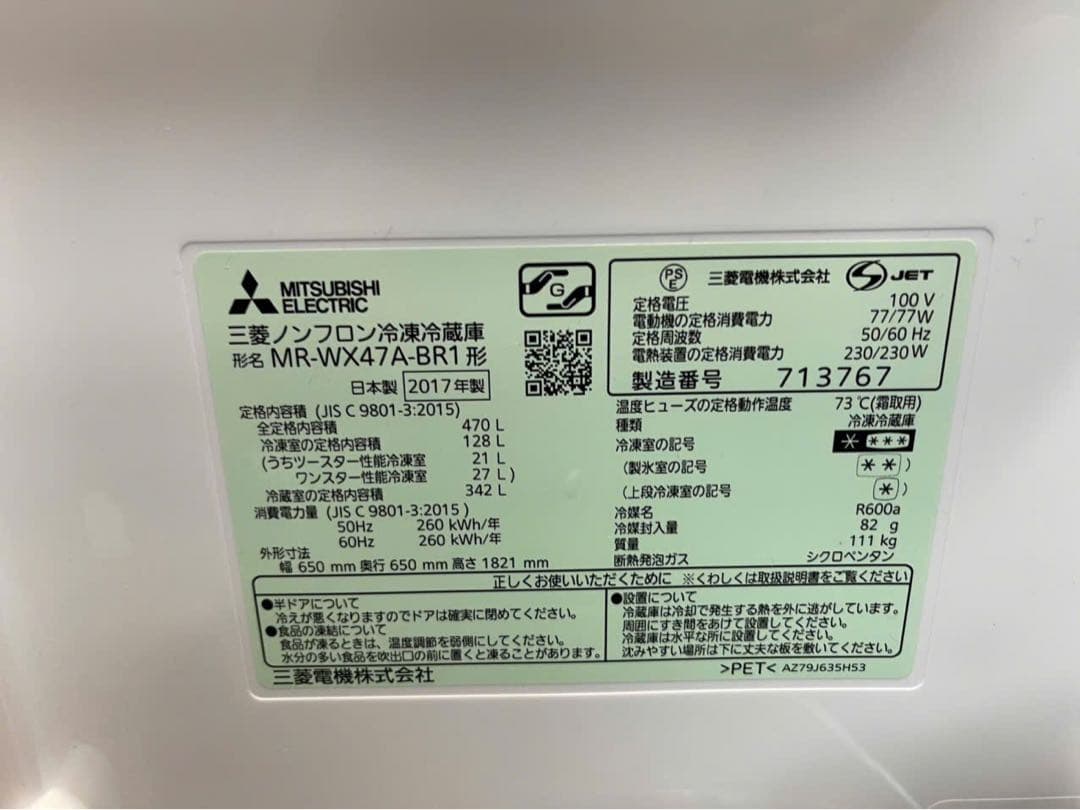 MITSUBISHI
ELECTRIC
G
三菱ノンフロン冷凍冷蔵庫
形名 MR-WX47A-BR1形
日本製 2017年製
定格内容積 (JIS C 9801-3:2015)
全定格内容積 470 L
冷凍室の定格内容積 128 L
(うちツースター性能冷凍室 21 L
ワンスター性能冷凍室 27 L)
冷蔵室の定格内容積 342 L
消費電力量 (JIS C 9801-3:2015)
50Hz 260 kWh/年
60Hz 260 kWh/年
外形寸法
幅 650 mm 奥行 650 mm 高さ 1821 mm
PS
E 三菱電機株式会社 S JET
定格電圧 100 V
電動機の定格消費電力 77/77W
定格周波数 50/60 Hz
電熱装置の定格消費電力 230/230W
製造番号 713767
温度ヒューズの定格動作温度 73℃(霜取用)
種類 冷凍冷蔵庫
冷凍室の記号 * ***
(製氷室の記号 **)
(上段冷凍室の記号 *)
冷媒名 R600a
冷媒封入量 82 g
質量 111 kg
断熱発泡ガス シクロペンタン
正しくお使いいただくために ※くわしくは取扱説明書をご覧ください
●半ドアについて
冷えが悪くなりますのでドアは確実に閉めてください。
●食品の凍結について
食品が凍るときは、温度調節を弱側にしてください。
水分の多い食品を吹出口の前に置くと凍ることがあります。
●設置について
冷蔵庫は冷却で発生する熱を外に逃がしています。
周囲にすき間をあけて設置してください。
冷蔵庫は水平な所に設置してください。
沈みやすい場所は下に丈夫な板を敷いてください。
三菱電機株式会社
>PET< AZ79J635H53